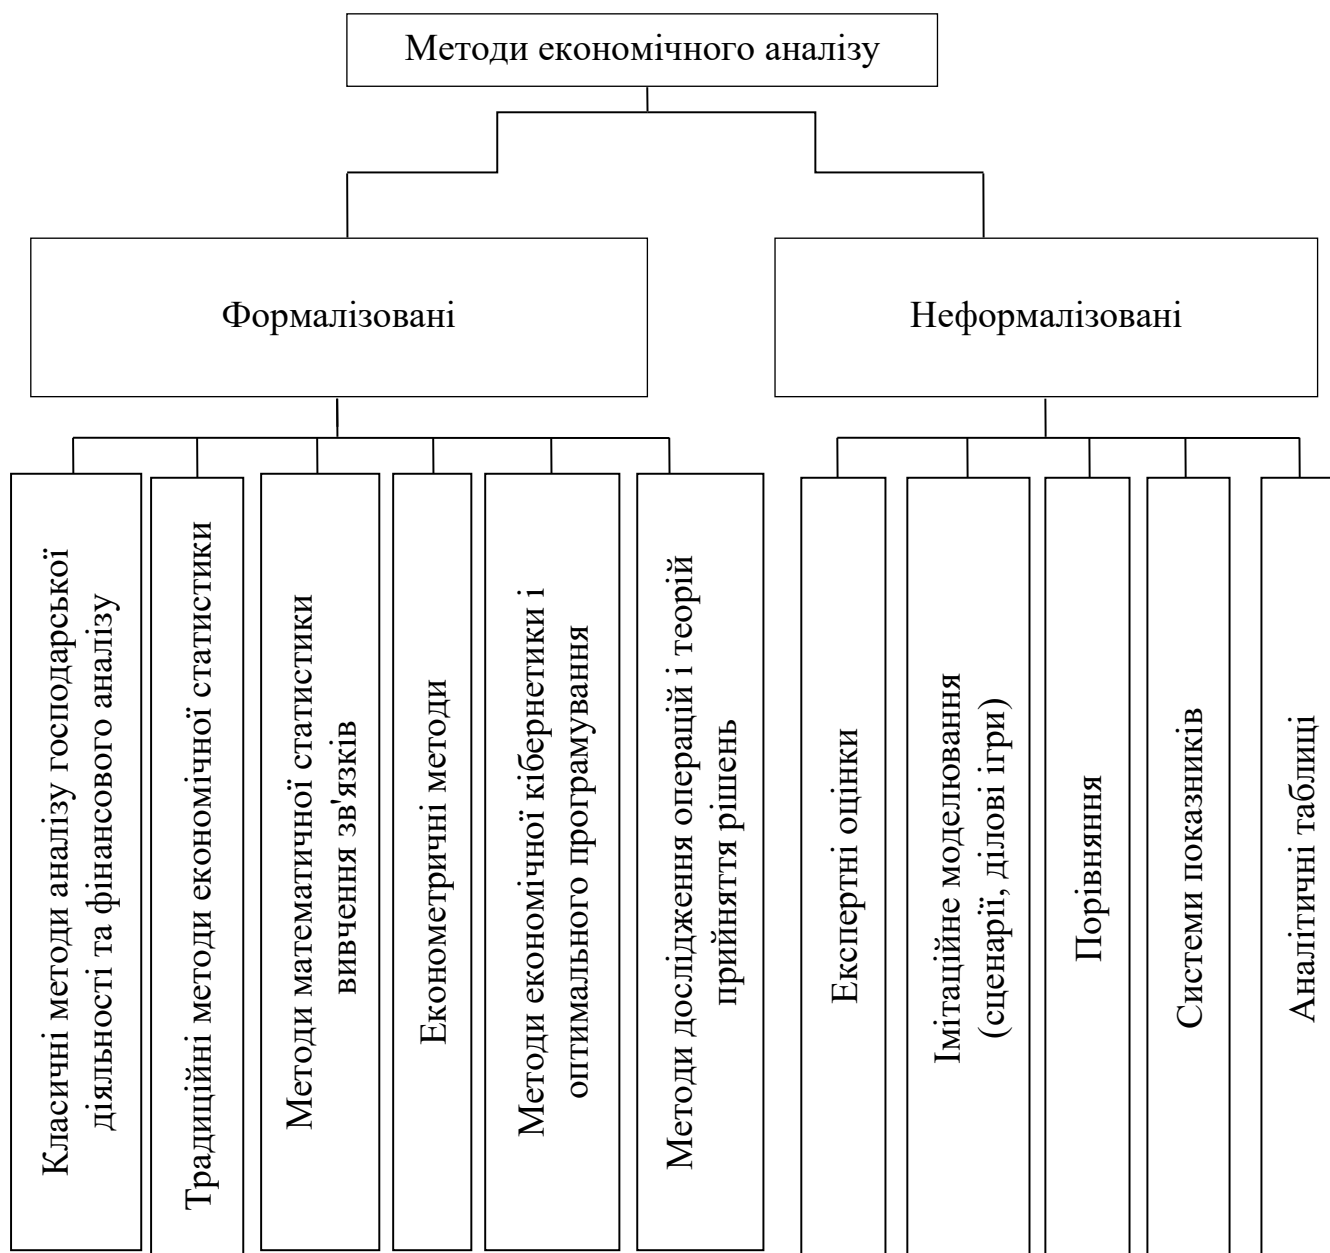 Методи економічного аналізу
Формалізовані
Неформалізовані
Класичні методи аналізу господарської
діяльності та фінансового аналізу
Традиційні методи економічної статистики
Методи математичної статистики
вивчення зв'язків
Економетричні методи
Методи економічної кібернетики і
оптимального програмування
Методи дослідження операцій і теорій
прийняття рішень
Експертні оцінки
Імітаційне моделювання
(сценарії, ділові ігри)
Порівняння
Системи показників
Аналітичні таблиці